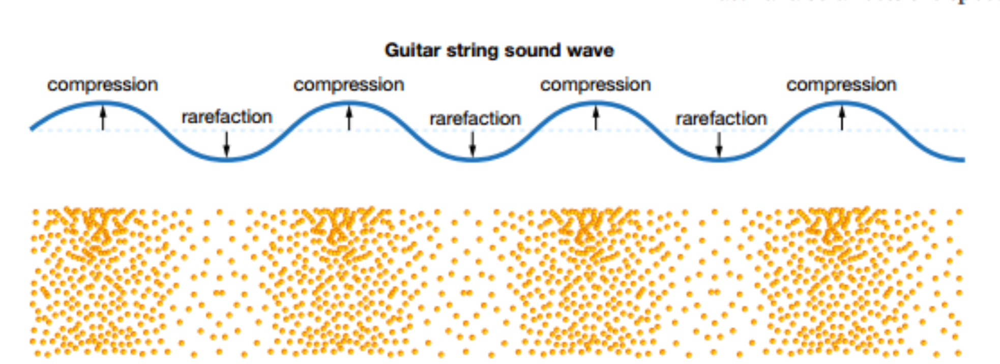 Guitar string sound wave
compression compression compression compression
rarefaction rarefaction rarefaction